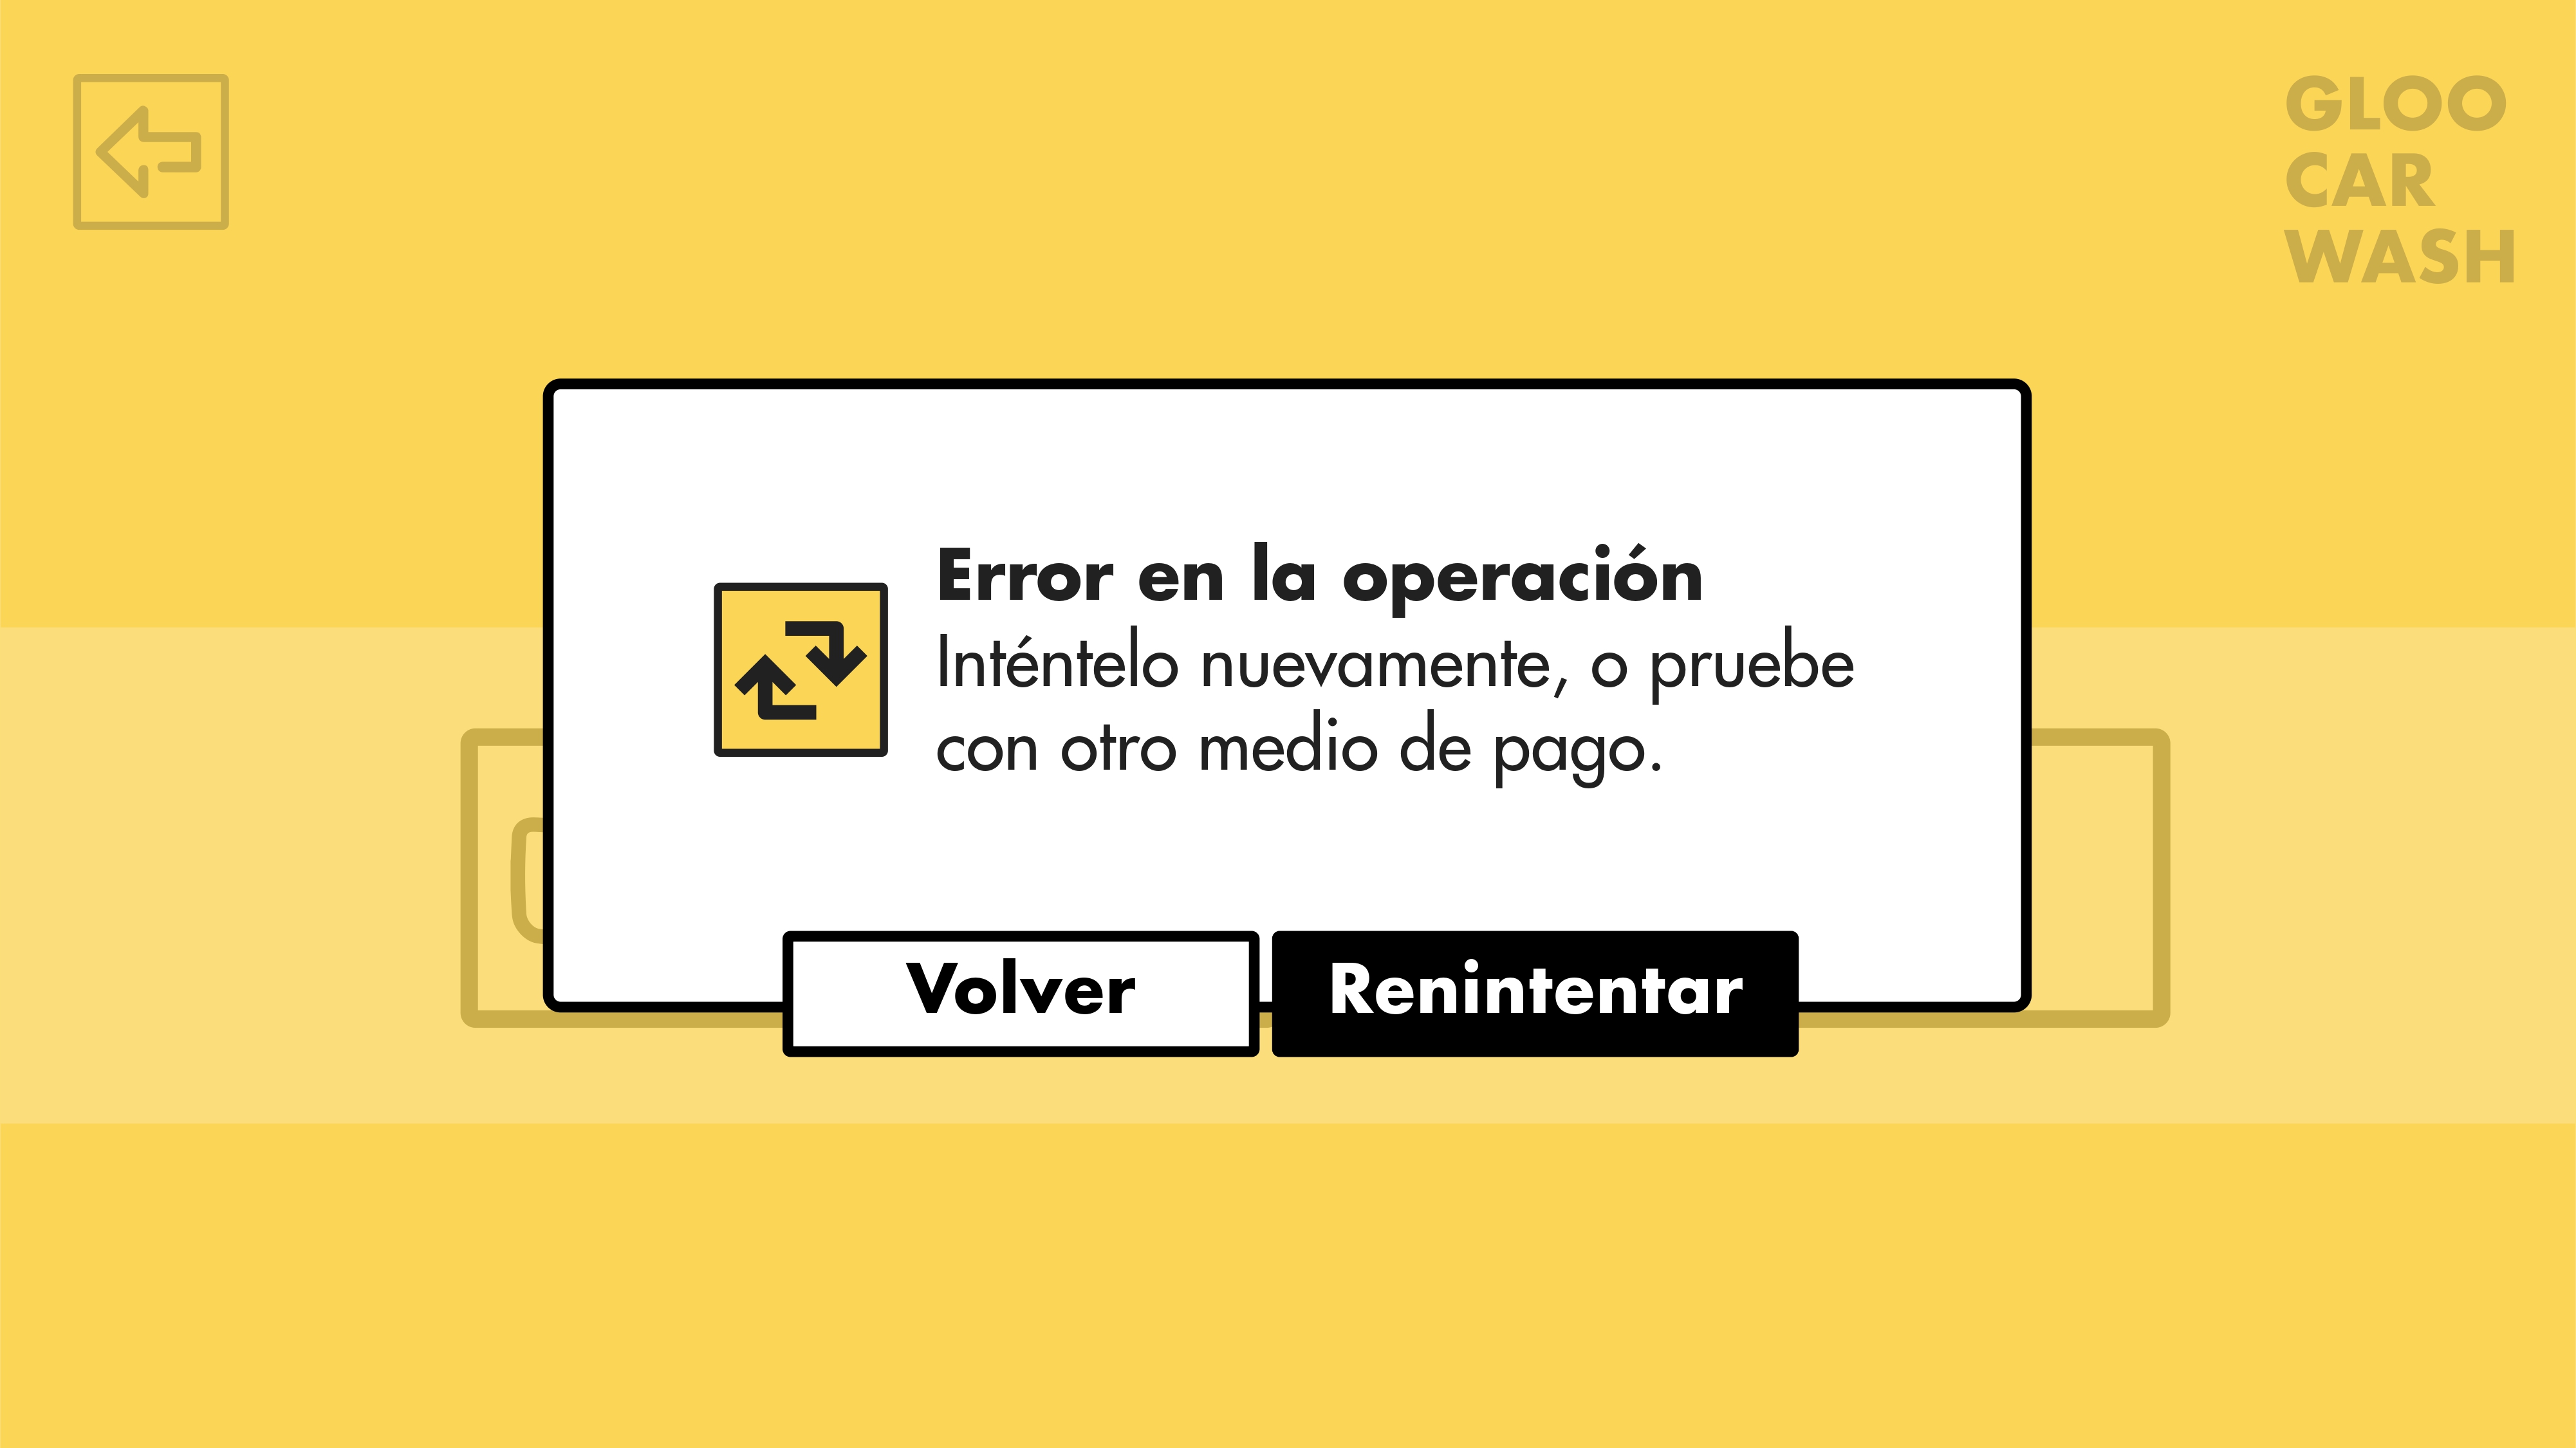 GLOO
CAR
WASH
Error en la operación
Inténtelo nuevamente, o pruebe
con otro medio de pago.
Volver
Renintentar